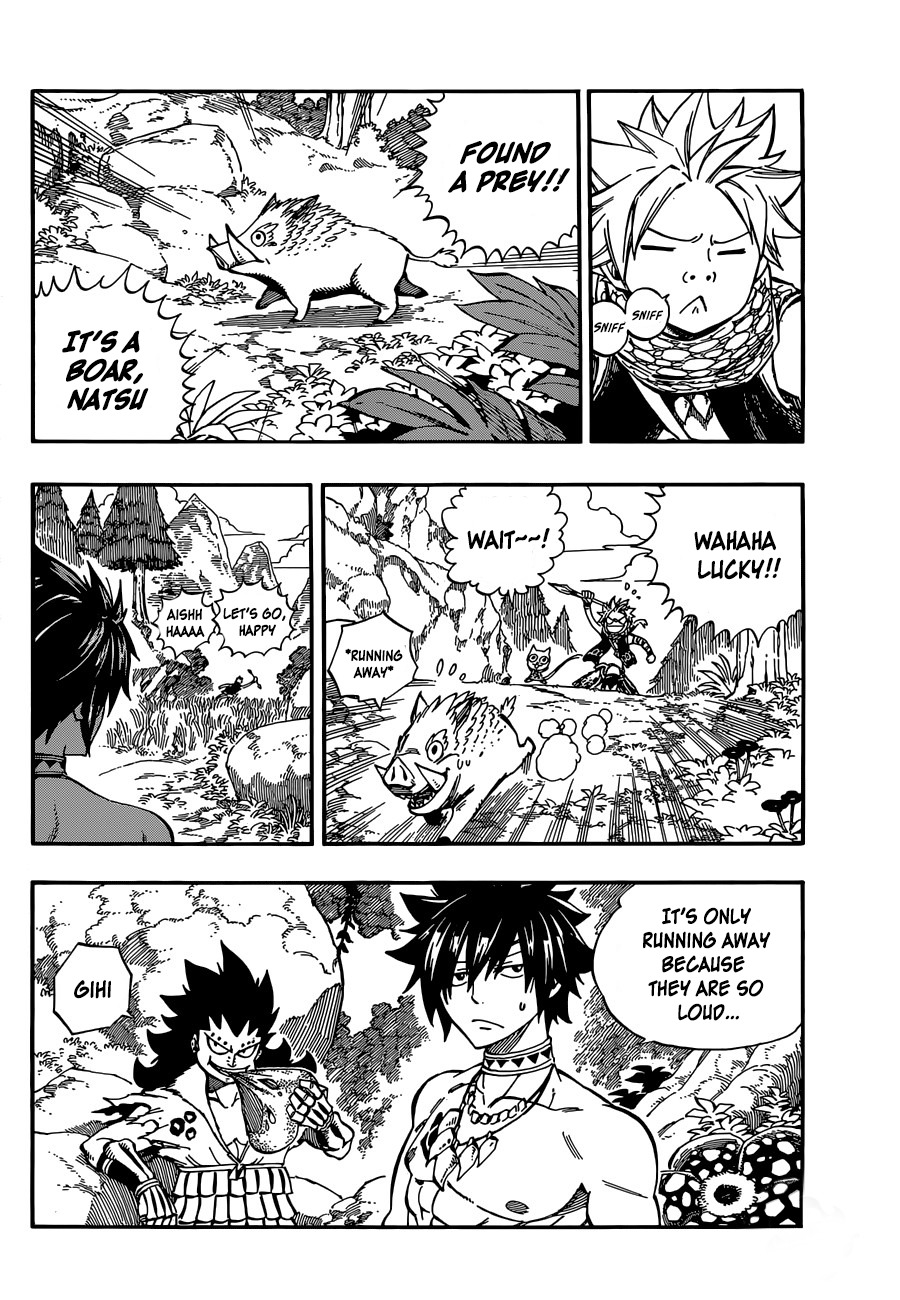 SNIFF
SNIFF
FOUND
A PREY!!
IT'S A
BOAR,
NATSU
WAHAHA
LUCKY!!
WAIT~~!
*RUNNING
AWAY*
LET'S GO,
HAPPY
AISHH
HAAAA
IT'S ONLY
RUNNING AWAY
BECAUSE
THEY ARE SO
LOUD...
GIHI